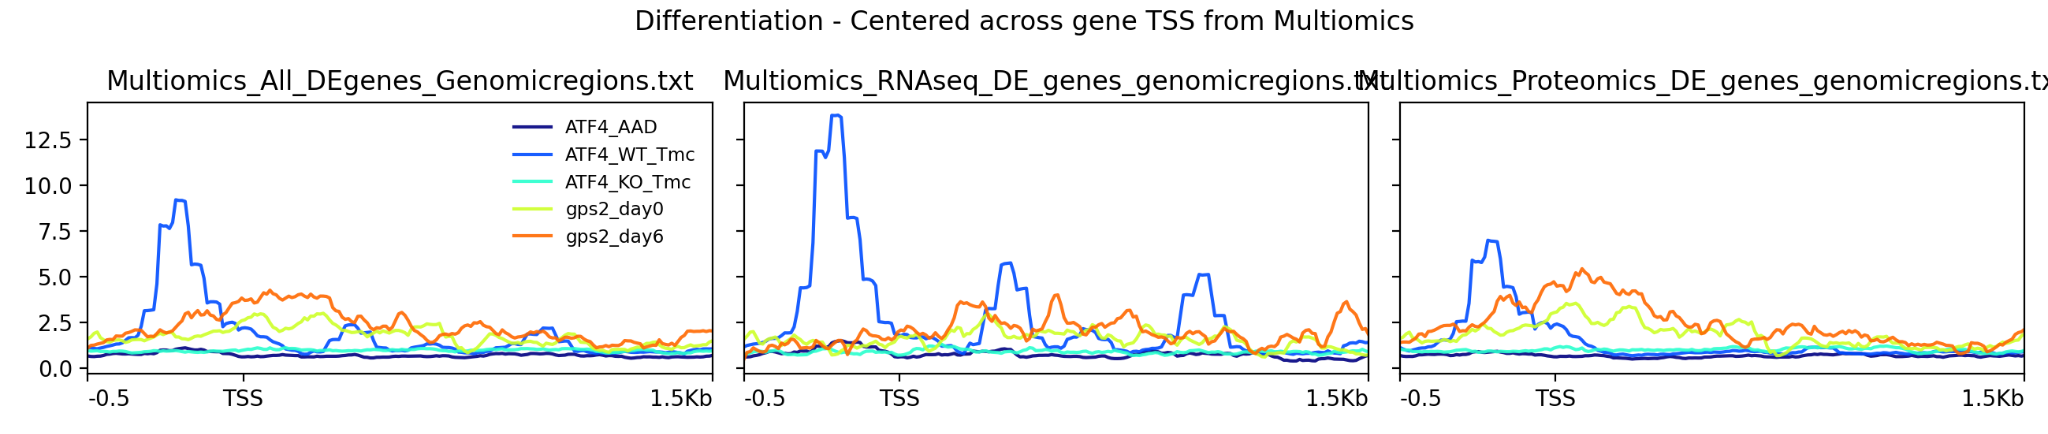 Differentiation - Centered across gene TSS from Multiomics
Multiomics_All_DEgenes_Genomicregions.txt
Multiomics_RNAseq_DE_genes_genomicregions.txt
Multiomics_Proteomics_DE_genes_genomicregions.tx
12.5
10.0
7.5
5.0
2.5
0.0
ATF4_AAD
ATF4_WT_Tmc
ATF4_KO_Tmc
gps2_day0
gps2_day6
-0.5 TSS 1.5Kb
-0.5 TSS 1.5Kb
-0.5 TSS 1.5Kb